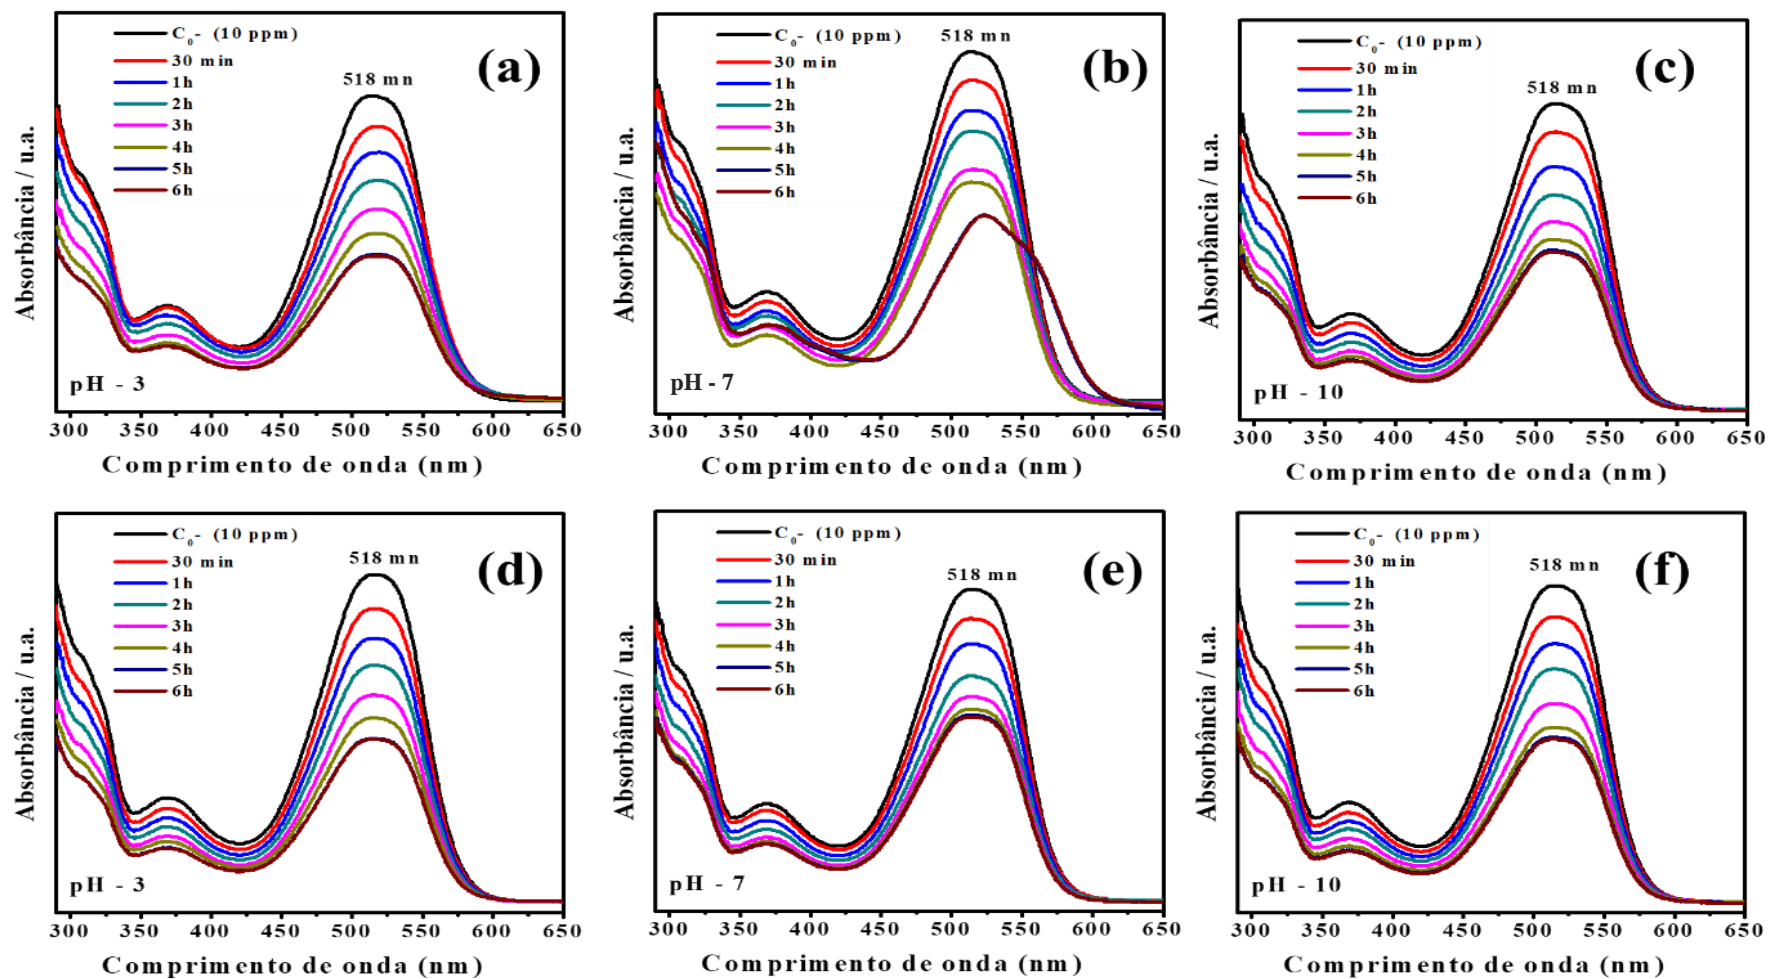 C₀- (10 ppm)
30 min
1h
2h
3h
4h
5h
6h
(a)
518 mn
Absorbância / u.a.
pH - 3
300 350 400 450 500 550 600 650
Comprimento de onda (nm)
C₀- (10 ppm)
30 min
1h
2h
3h
4h
5h
6h
(b)
518 mn
Absorbância / u.a.
pH - 7
300 350 400 450 500 550 600 650
Comprimento de onda (nm)
C₀- (10 ppm)
30 min
1h
2h
3h
4h
5h
6h
(c)
518 mn
Absorbância / u.a.
pH - 10
300 350 400 450 500 550 600 650
Comprimento de onda (nm)
C₀- (10 ppm)
30 min
1h
2h
3h
4h
5h
6h
(d)
518 mn
Absorbância / u.a.
pH - 3
300 350 400 450 500 550 600 650
Comprimento de onda (nm)
C₀- (10 ppm)
30 min
1h
2h
3h
4h
5h
6h
(e)
518 mn
Absorbância / u.a.
pH - 7
300 350 400 450 500 550 600 650
Comprimento de onda (nm)
C₀- (10 ppm)
30 min
1h
2h
3h
4h
5h
6h
(f)
518 mn
Absorbância / u.a.
pH - 10
300 350 400 450 500 550 600 650
Comprimento de onda (nm)